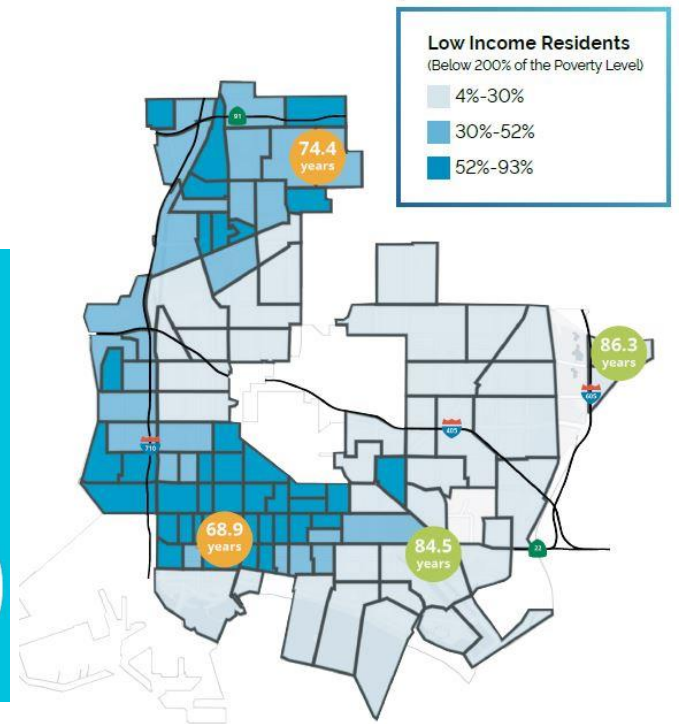 Low Income Residents
(Below 200% of the Poverty Level)
4%-30%
30%-52%
52%-93%
91
74.4
years
86.3
years
605
405
710
68.9
years
84.5
years
22